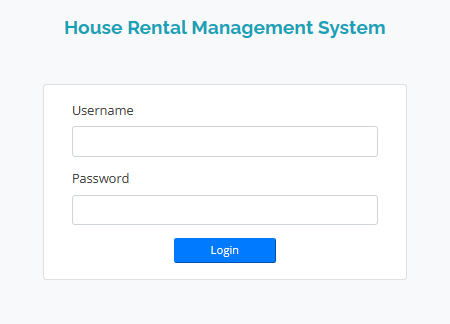 House Rental Management System
Username
Password
Login